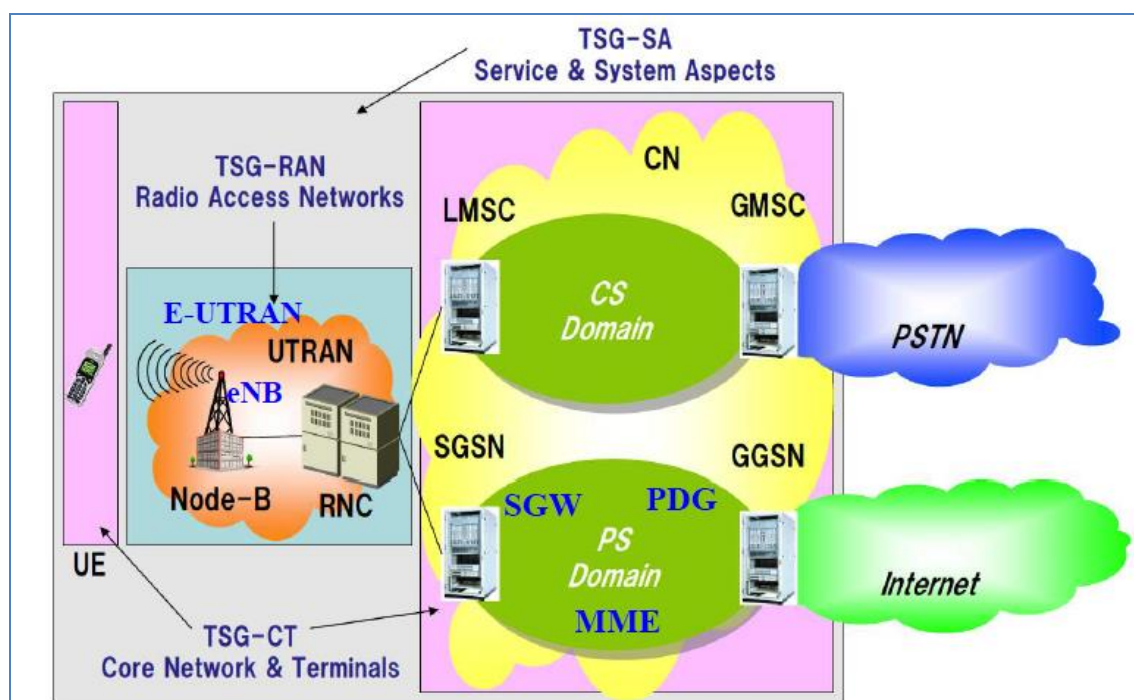 TSG-SA
Service & System Aspects
TSG-RAN
Radio Access Networks
CN
LMSC
GMSC
CS
Domain
PSTN
E-UTRAN
UTRAN
eNB
Node-B
RNC
SGSN
GGSN
SGW
PDG
PS
Domain
MME
Internet
UE
TSG-CT
Core Network & Terminals